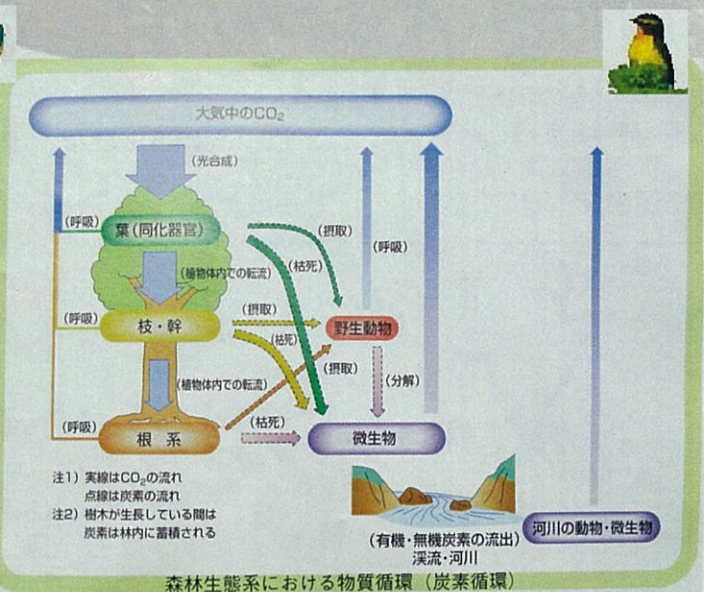 大気中のCO₂
(光合成)
(呼吸)
葉(同化器官)
(摂取)
(呼吸)
(枯死)
(植物体内での転流)
(呼吸)
枝・幹
(摂取)
野生動物
(枯死)
(摂取)
(植物体内での転流)
(分解)
(呼吸)
根系
(枯死)
微生物
注1) 実線はCO₂の流れ
点線は炭素の流れ
注2) 樹木が生長している間は
炭素は林内に蓄積される
(有機・無機炭素の流出)
渓流・河川
河川の動物・微生物
森林生態系における物質循環(炭素循環)